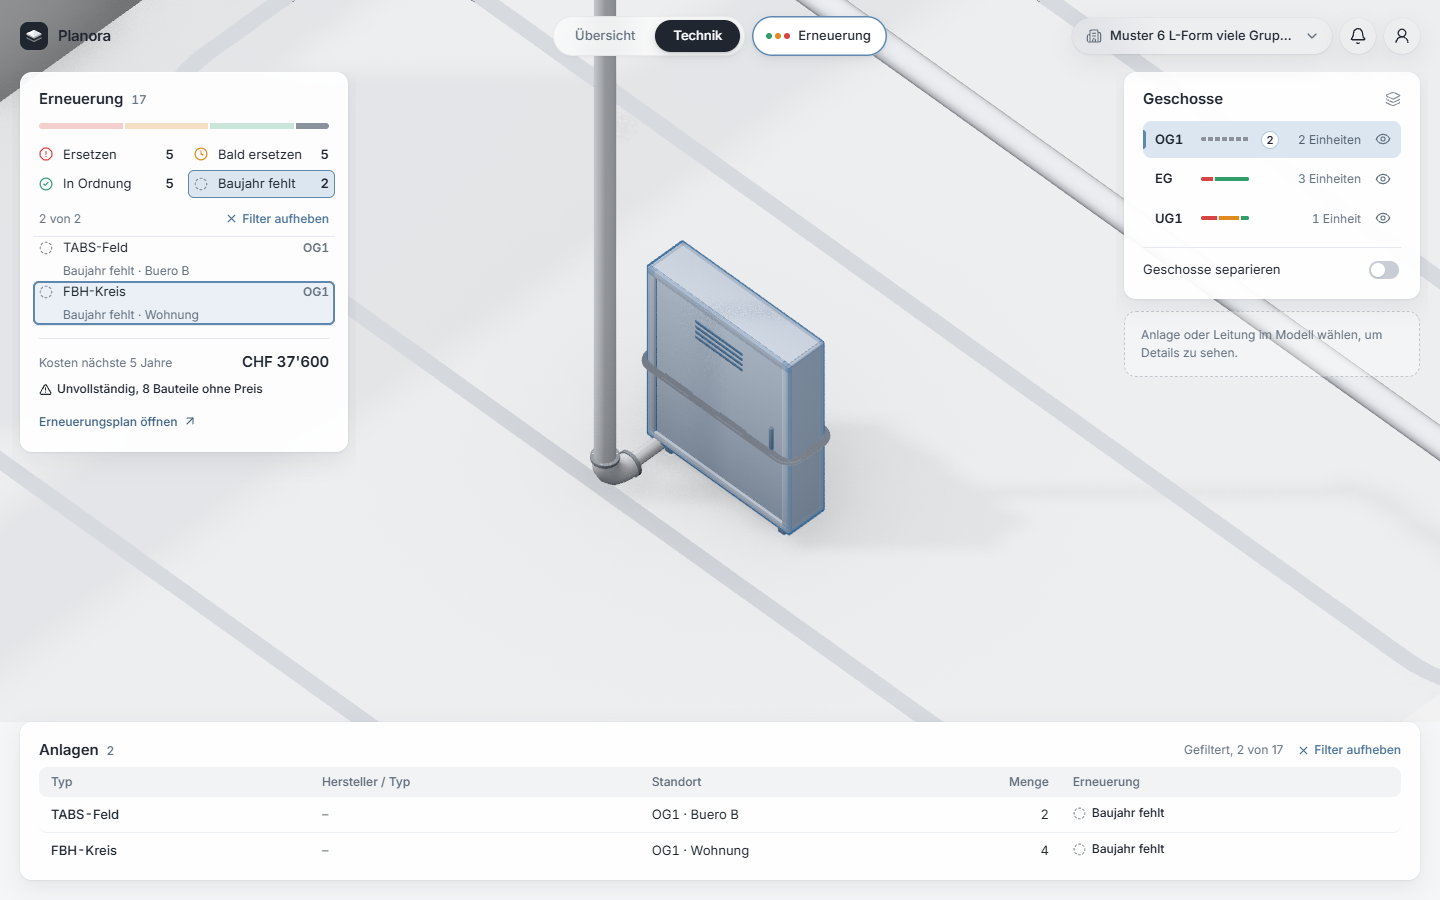 Planora
Übersicht
Technik
Erneuerung
Muster 6 L-Form viele Grup...
Erneuerung 17
Ersetzen 5
Bald ersetzen 5
In Ordnung 5
Baujahr fehlt 2
2 von 2
Filter aufheben
TABS-Feld OG1
Baujahr fehlt · Buero B
FBH-Kreis OG1
Baujahr fehlt · Wohnung
Kosten nächste 5 Jahre CHF 37'600
Unvollständig, 8 Bauteile ohne Preis
Erneuerungsplan öffnen
Geschosse
OG1 2 2 Einheiten
EG 3 Einheiten
UG1 1 Einheit
Geschosse separieren
Anlage oder Leitung im Modell wählen, um
Details zu sehen.
Anlagen 2
Gefiltert, 2 von 17
Filter aufheben
Typ Hersteller / Typ Standort Menge Erneuerung
TABS-Feld – OG1 · Buero B 2 Baujahr fehlt
FBH-Kreis – OG1 · Wohnung 4 Baujahr fehlt